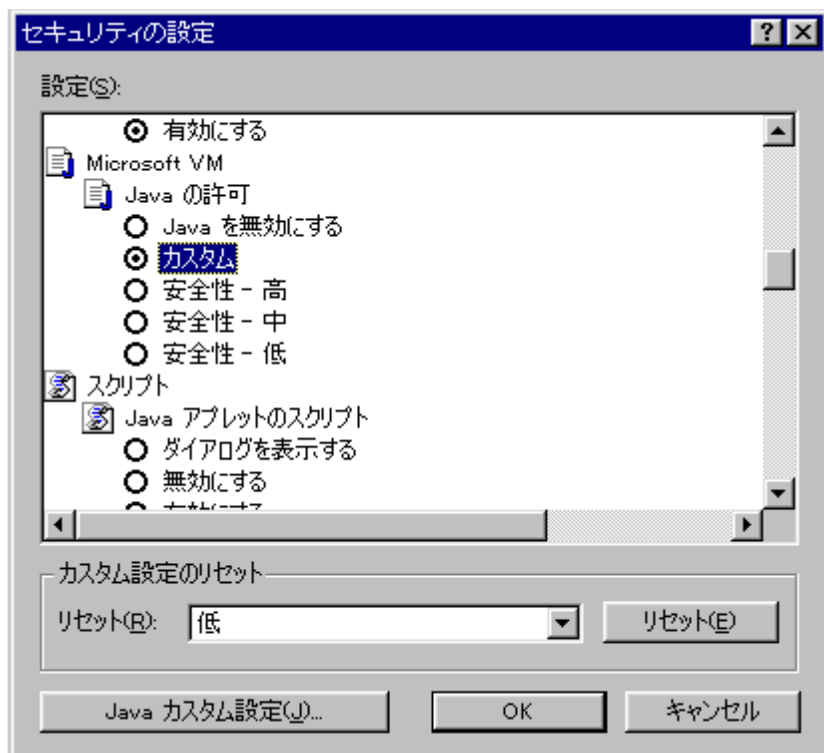 セキュリティの設定
設定(S):
有効にする
Microsoft VM
Java の許可
Java を無効にする
カスタム
安全性 - 高
安全性 - 中
安全性 - 低
スクリプト
Java アプレットのスクリプト
ダイアログを表示する
無効にする
カスタム設定のリセット
リセット(R): 低 リセット(E)
Java カスタム設定(J)... OK キャンセル